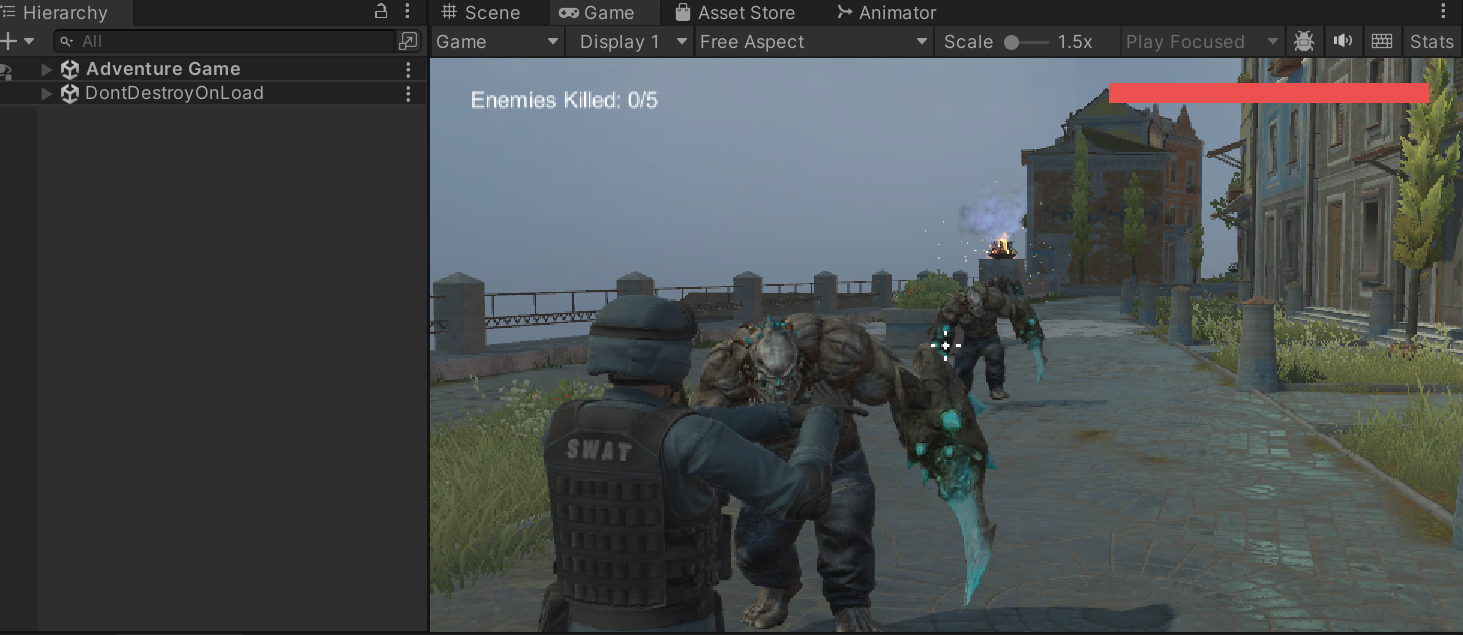 Hierarchy
Scene
Game
Asset Store
Animator
All
Game
Display 1
Free Aspect
Scale
1.5x
Play Focused
Stats
Adventure Game
DontDestroyOnLoad
Enemies Killed: 0/5
SWAT